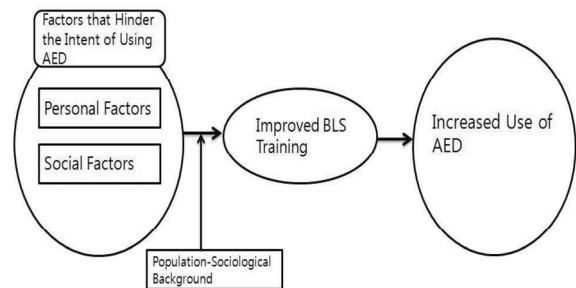 Factors that Hinder
the Intent of Using
AED
Personal Factors
Social Factors
Population-Sociological
Background
Improved BLS
Training
Increased Use of
AED